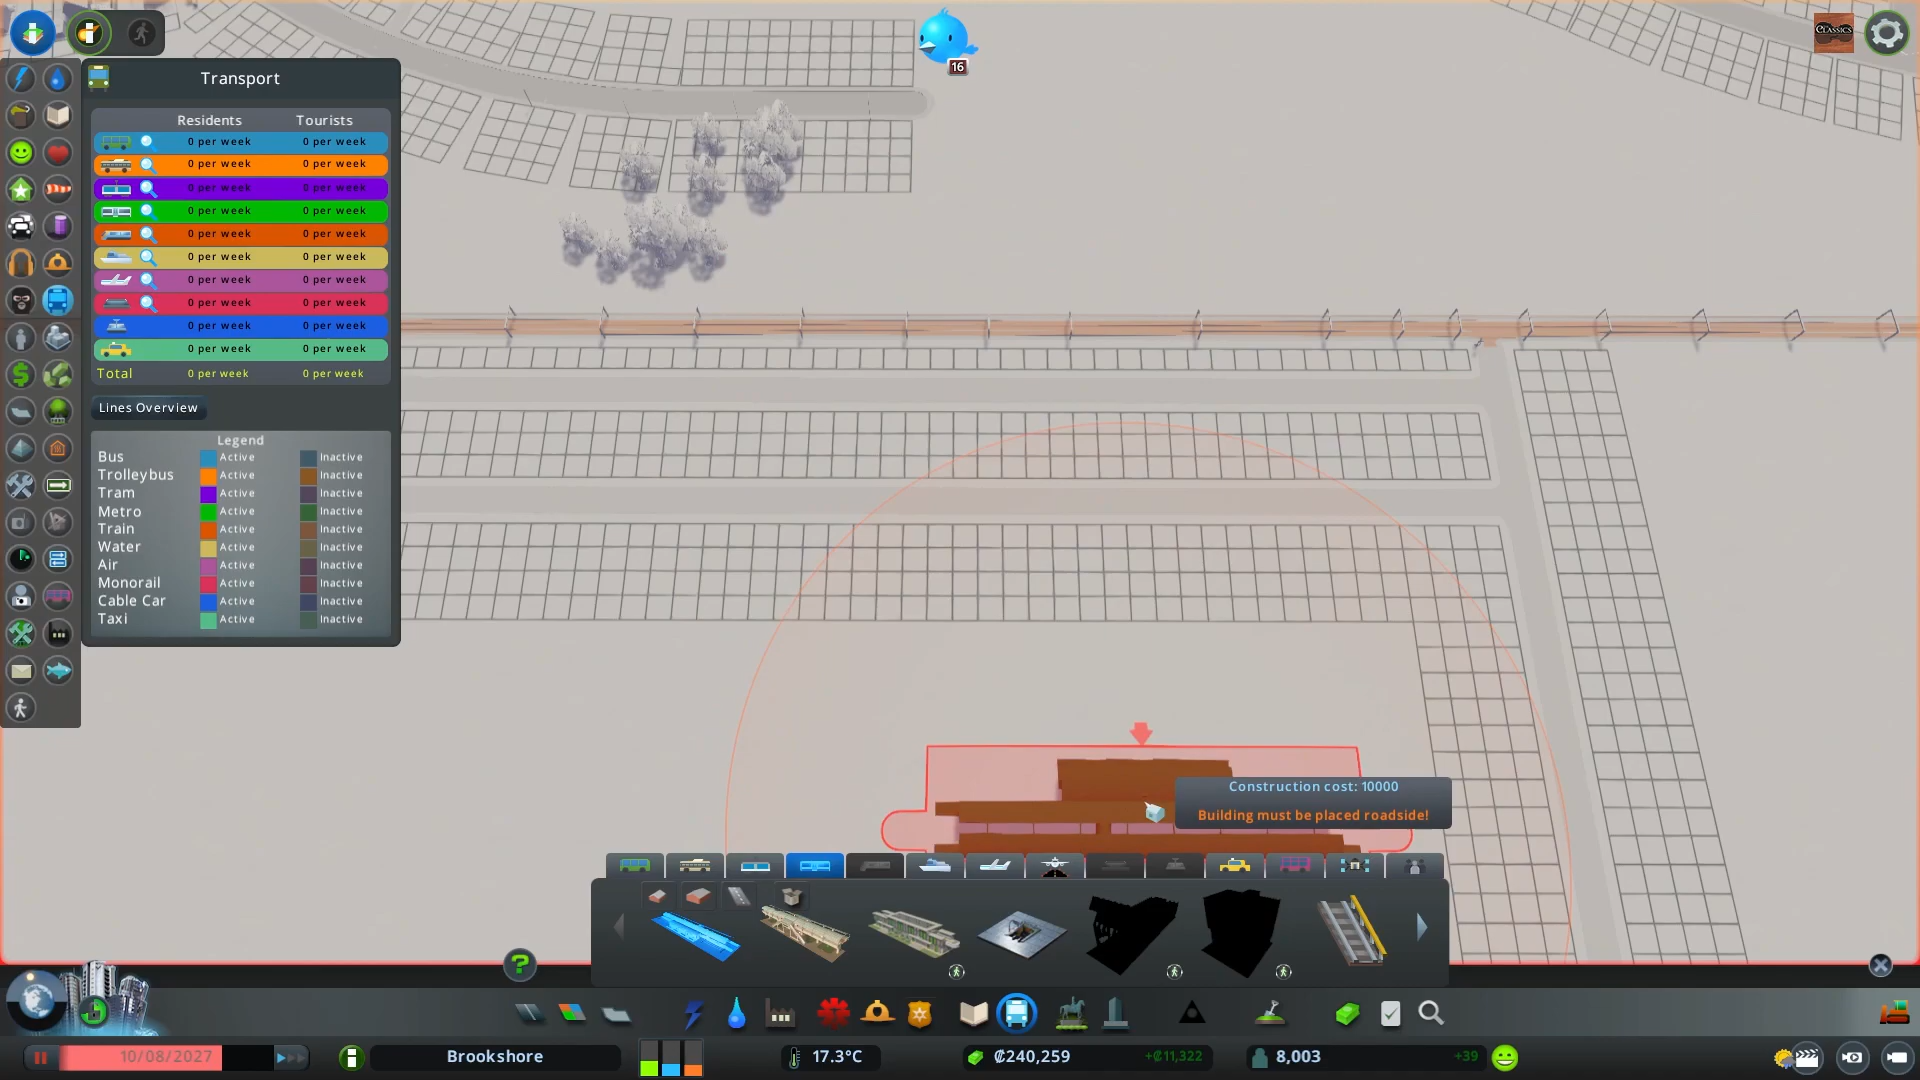 16
CLASSICS
Transport
Residents Tourists
0 per week 0 per week
0 per week 0 per week
0 per week 0 per week
0 per week 0 per week
0 per week 0 per week
0 per week 0 per week
0 per week 0 per week
0 per week 0 per week
0 per week 0 per week
0 per week 0 per week
Total 0 per week 0 per week
Lines Overview
Legend
Bus Active Inactive
Trolleybus Active Inactive
Tram Active Inactive
Metro Active Inactive
Train Active Inactive
Water Active Inactive
Air Active Inactive
Monorail Active Inactive
Cable Car Active Inactive
Taxi Active Inactive
Construction cost: 10000
Building must be placed roadside!
?
10/08/2027
Brookshore
17.3°C
₡240,259
+₡11,322
8,003
+39